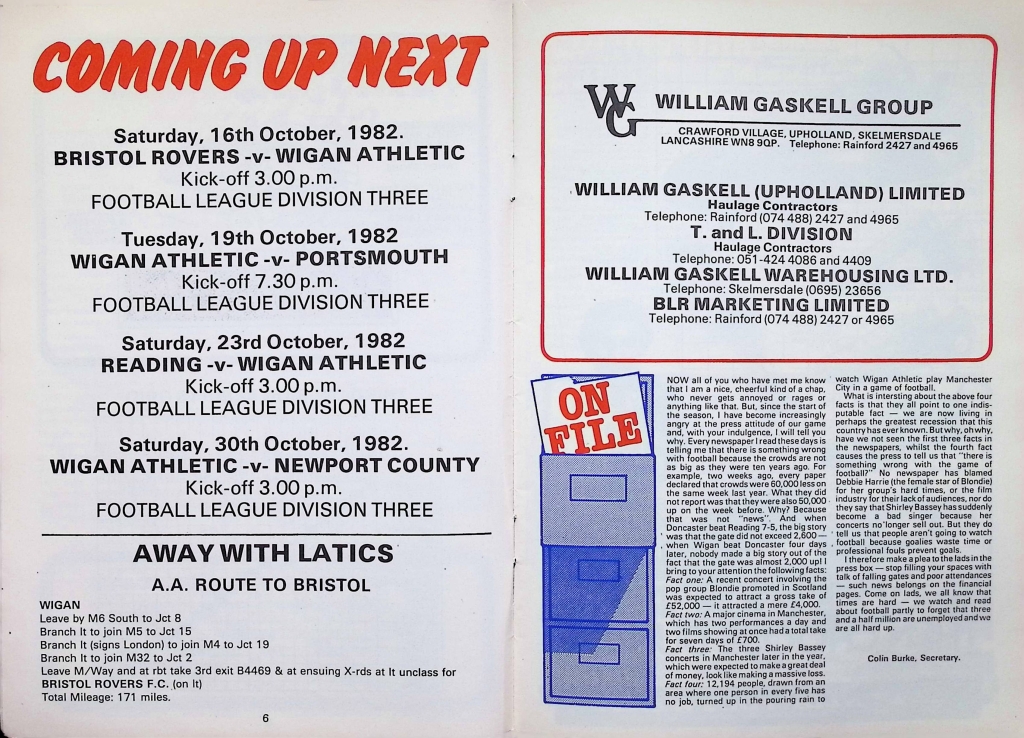 COMING UP NEXT
Saturday, 16th October, 1982.
BRISTOL ROVERS -v- WIGAN ATHLETIC
Kick-off 3.00 p.m.
FOOTBALL LEAGUE DIVISION THREE
Tuesday, 19th October, 1982
WIGAN ATHLETIC -v- PORTSMOUTH
Kick-off 7.30 p.m.
FOOTBALL LEAGUE DIVISION THREE
Saturday, 23rd October, 1982
READING -v- WIGAN ATHLETIC
Kick-off 3.00 p.m.
FOOTBALL LEAGUE DIVISION THREE
Saturday, 30th October, 1982.
WIGAN ATHLETIC -v- NEWPORT COUNTY
Kick-off 3.00 p.m.
FOOTBALL LEAGUE DIVISION THREE
AWAY WITH LATICS
A.A. ROUTE TO BRISTOL
WIGAN
Leave by M6 South to Jct 8
Branch lt to join M5 to Jct 15
Branch lt (signs London) to join M4 to Jct 19
Branch lt to join M32 to Jct 2
Leave M/Way and at rbt take 3rd exit B4469 & at ensuing X-rds at lt unclass for
BRISTOL ROVERS F.C. (on lt)
Total Mileage: 171 miles.
6
WG
WILLIAM GASKELL GROUP
CRAWFORD VILLAGE, UPHOLLAND, SKELMERSDALE
LANCASHIRE WN8 9QP. Telephone: Rainford 2427 and 4965
WILLIAM GASKELL (UPHOLLAND) LIMITED
Haulage Contractors
Telephone: Rainford (074 488) 2427 and 4965
T. and L. DIVISION
Haulage Contractors
Telephone: 051-424 4086 and 4409
WILLIAM GASKELL WAREHOUSING LTD.
Telephone: Skelmersdale (0695) 23656
BLR MARKETING LIMITED
Telephone: Rainford (074 488) 2427 or 4965
ON
FILE
NOW all of you who have met me know
that I am a nice, cheerful kind of a chap,
who never gets annoyed or rages or
anything like that. But, since the start of
the season, I have become increasingly
angry at the press attitude of our game
and, with your indulgence, I will tell you
why. Every newspaper I read these days is
telling me that there is something wrong
with football because the crowds are not
as big as they were ten years ago. For
example, two weeks ago, every paper
declared that crowds were 60,000 less on
the same week last year. What they did
not report was that they were also 50,000
up on the week before. Why? Because
that was not "news". And when
Doncaster beat Reading 7-5, the big story
was that the gate did not exceed 2,600 —
when Wigan beat Doncaster four days
later, nobody made a big story out of the
fact that the gate was almost 2,000 up! I
bring to your attention the following facts:
Fact one: A recent concert involving the
pop group Blondie promoted in Scotland
was expected to attract a gross take of
£52,000 — it attracted a mere £4,000.
Fact two: A major cinema in Manchester,
which has two performances a day and
two films showing at once had a total take
for seven days of £700.
Fact three: The three Shirley Bassey
concerts in Manchester later in the year,
which were expected to make a great deal
of money, look like making a massive loss.
Fact four: 12,194 people, drawn from an
area where one person in every five has
no job, turned up in the pouring rain to
watch Wigan Athletic play Manchester
City in a game of football.
What is intersting about the above four
facts is that they all point to one indis-
putable fact — we are now living in
perhaps the greatest recession that this
country has ever known. But why, oh why,
have we not seen the first three facts in
the newspapers, whilst the fourth fact
causes the press to tell us that "there is
something wrong with the game of
football?" No newspaper has blamed
Debbie Harrie (the female star of Blondie)
for her group's hard times, or the film
industry for their lack of audiences, nor do
they say that Shirley Bassey has suddenly
become a bad singer because her
concerts no longer sell out. But they do
tell us that people aren't going to watch
football because goalies waste time or
professional fouls prevent goals.
I therefore make a plea to the lads in the
press box — stop filling your spaces with
talk of falling gates and poor attendances
— such news belongs on the financial
pages. Come on lads, we all know that
times are hard — we watch and read
about football partly to forget that three
and a half million are unemployed and we
are all hard up.
Colin Burke, Secretary.